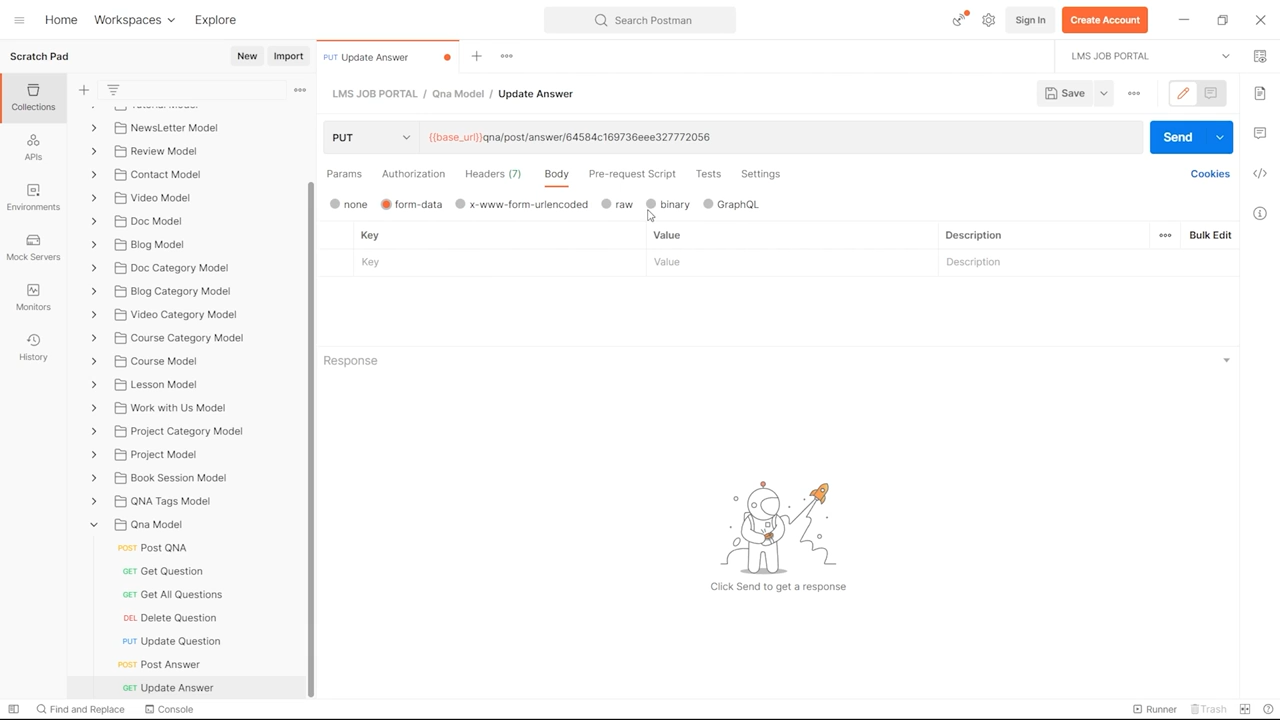 Home Workspaces Explore Search Postman Sign In Create Account
Scratch Pad New Import PUT Update Answer LMS JOB PORTAL
Collections
APIs
Environments
Mock Servers
Monitors
History
Tutorial Model
NewsLetter Model
Review Model
Contact Model
Video Model
Doc Model
Blog Model
Doc Category Model
Blog Category Model
Video Category Model
Course Category Model
Course Model
Lesson Model
Work with Us Model
Project Category Model
Project Model
Book Session Model
QNA Tags Model
Qna Model
POST Post QNA
GET Get Question
GET Get All Questions
DEL Delete Question
PUT Update Question
POST Post Answer
GET Update Answer
LMS JOB PORTAL / Qna Model / Update Answer Save
PUT {{base_url}}qna/post/answer/64584c169736eee327772056 Send
Params Authorization Headers (7) Body Pre-request Script Tests Settings Cookies
none form-data x-www-form-urlencoded raw binary GraphQL
Key Value Description Bulk Edit
Key Value Description
Response
Click Send to get a response
Find and Replace Console Runner Trash